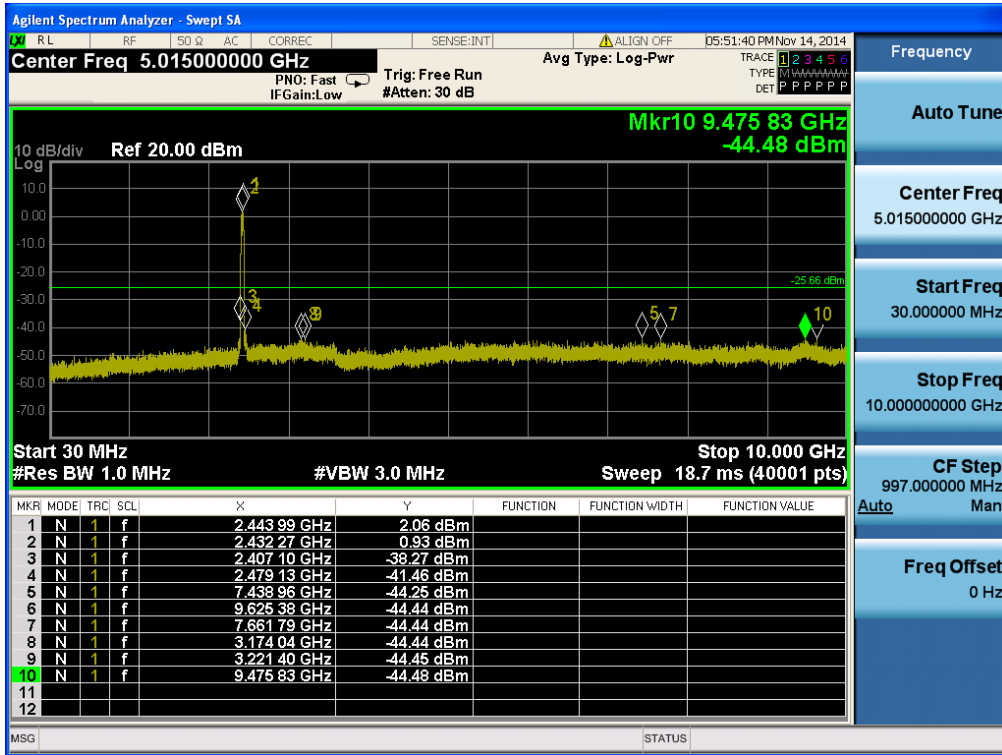 Agilent Spectrum Analyzer - Swept SA
LXI RL RF 50 Ω AC CORREC SENSE:INT ALIGN OFF 05:51:40 PM Nov 14, 2014
Center Freq 5.015000000 GHz
PNO: Fast
IFGain:Low
Trig: Free Run
#Atten: 30 dB
Avg Type: Log-Pwr
TRACE 1 2 3 4 5 6
TYPE M
DET P P P P P P
Mkr10 9.475 83 GHz
-44.48 dBm
10 dB/div Ref 20.00 dBm
Log
10.0
0.00
-10.0
-20.0
-30.0
-40.0
-50.0
-60.0
-70.0
2
3
4
5
7
10
-25.66 dBm
Start 30 MHz Stop 10.000 GHz
#Res BW 1.0 MHz #VBW 3.0 MHz Sweep 18.7 ms (40001 pts)
MKR MODE TRC SCL X Y FUNCTION FUNCTION WIDTH FUNCTION VALUE
1 N 1 f 2.443 99 GHz 2.06 dBm
2 N 1 f 2.432 27 GHz 0.93 dBm
3 N 1 f 2.407 10 GHz -38.27 dBm
4 N 1 f 2.479 13 GHz -41.46 dBm
5 N 1 f 7.438 96 GHz -44.25 dBm
6 N 1 f 9.625 38 GHz -44.44 dBm
7 N 1 f 7.661 79 GHz -44.44 dBm
8 N 1 f 3.174 04 GHz -44.44 dBm
9 N 1 f 3.221 40 GHz -44.45 dBm
10 N 1 f 9.475 83 GHz -44.48 dBm
11
12
MSG STATUS
Frequency
Auto Tune
Center Freq
5.015000000 GHz
Start Freq
30.000000 MHz
Stop Freq
10.000000000 GHz
CF Step
997.000000 MHz
Auto Man
Freq Offset
0 Hz